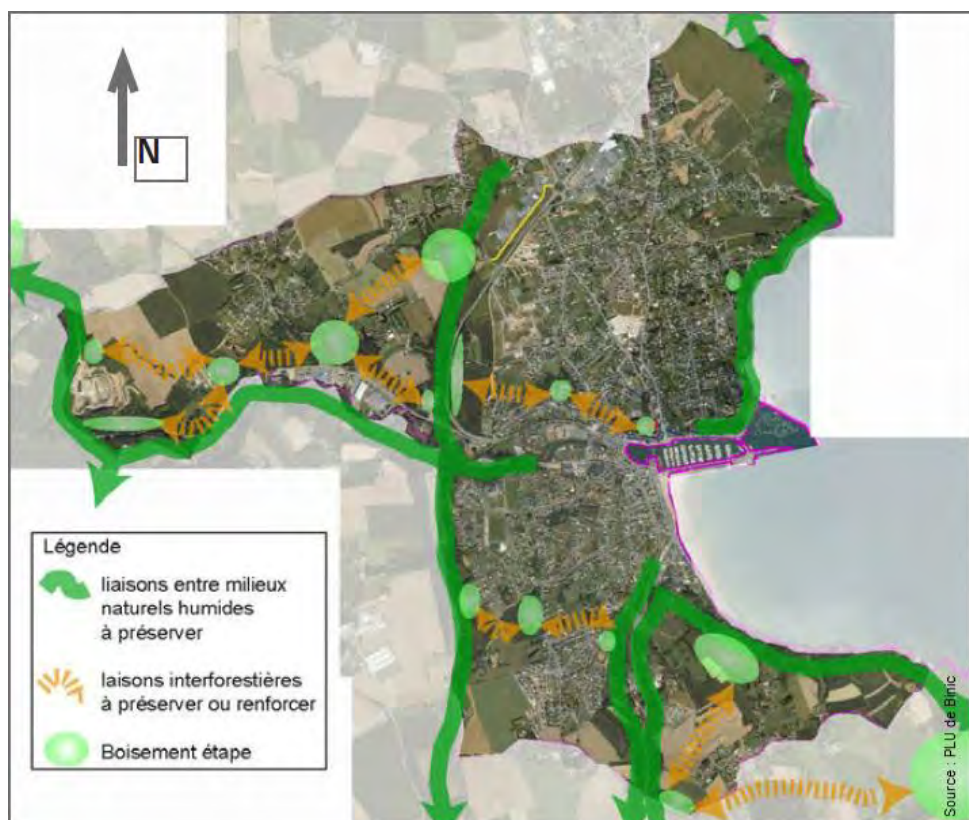 N
Légende
liaisons entre milieux
naturels humides
à préserver
laisons interforestières
à préserver ou renforcer
Boisement étape
Source : PLU de Binic